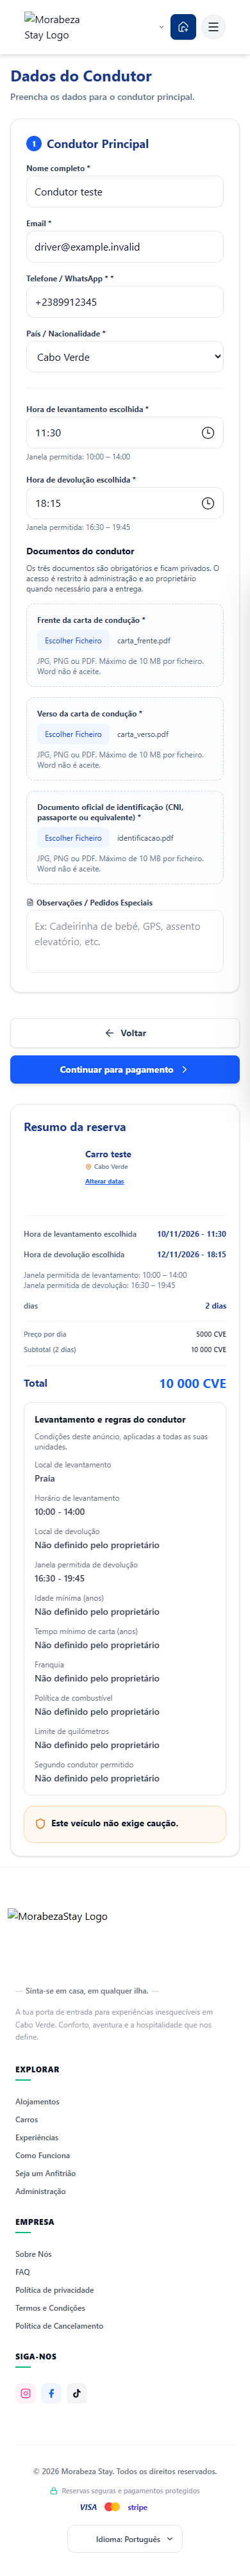 Morabeza
Stay Logo
Dados do Condutor
Preencha os dados para o condutor principal.
1 Condutor Principal
Nome completo *
Condutor teste
Email *
driver@example.invalid
Telefone / WhatsApp * *
+2389912345
País / Nacionalidade *
Cabo Verde
Hora de levantamento escolhida *
11:30
Janela permitida: 10:00 – 14:00
Hora de devolução escolhida *
18:15
Janela permitida: 16:30 – 19:45
Documentos do condutor
Os três documentos são obrigatórios e ficam privados. O
acesso é restrito à administração e ao proprietário
quando necessário para a entrega.
Frente da carta de condução *
Escolher Ficheiro carta_frente.pdf
JPG, PNG ou PDF. Máximo de 10 MB por ficheiro.
Word não é aceite.
Verso da carta de condução *
Escolher Ficheiro carta_verso.pdf
JPG, PNG ou PDF. Máximo de 10 MB por ficheiro.
Word não é aceite.
Documento oficial de identificação (CNI,
passaporte ou equivalente) *
Escolher Ficheiro identificacao.pdf
JPG, PNG ou PDF. Máximo de 10 MB por ficheiro.
Word não é aceite.
Observações / Pedidos Especiais
Ex: Cadeirinha de bebé, GPS, assento
elevatório, etc.
Voltar
Continuar para pagamento
Resumo da reserva
Carro teste
Cabo Verde
Alterar datas
Hora de levantamento escolhida 10/11/2026 - 11:30
Hora de devolução escolhida 12/11/2026 - 18:15
Janela permitida de levantamento: 10:00 – 14:00
Janela permitida de devolução: 16:30 – 19:45
dias 2 dias
Preço por dia 5000 CVE
Subtotal (2 dias) 10 000 CVE
Total 10 000 CVE
Levantamento e regras do condutor
Condições deste anúncio, aplicadas a todas as suas
unidades.
Local de levantamento
Praia
Horário de levantamento
10:00 - 14:00
Local de devolução
Não definido pelo proprietário
Janela permitida de devolução
16:30 - 19:45
Idade mínima (anos)
Não definido pelo proprietário
Tempo mínimo de carta (anos)
Não definido pelo proprietário
Franquia
Não definido pelo proprietário
Política de combustível
Não definido pelo proprietário
Limite de quilómetros
Não definido pelo proprietário
Segundo condutor permitido
Não definido pelo proprietário
Este veículo não exige caução.
MorabezaStay Logo
— Sinta-se em casa, em qualquer ilha. —
A tua porta de entrada para experiências inesquecíveis em
Cabo Verde. Conforto, aventura e a hospitalidade que nos
define.
EXPLORAR
Alojamentos
Carros
Experiências
Como Funciona
Seja um Anfitrião
Administração
EMPRESA
Sobre Nós
FAQ
Política de privacidade
Termos e Condições
Política de Cancelamento
SIGA-NOS
© 2026 Morabeza Stay. Todos os direitos reservados.
Reservas seguras e pagamentos protegidos
VISA stripe
Idioma: Português